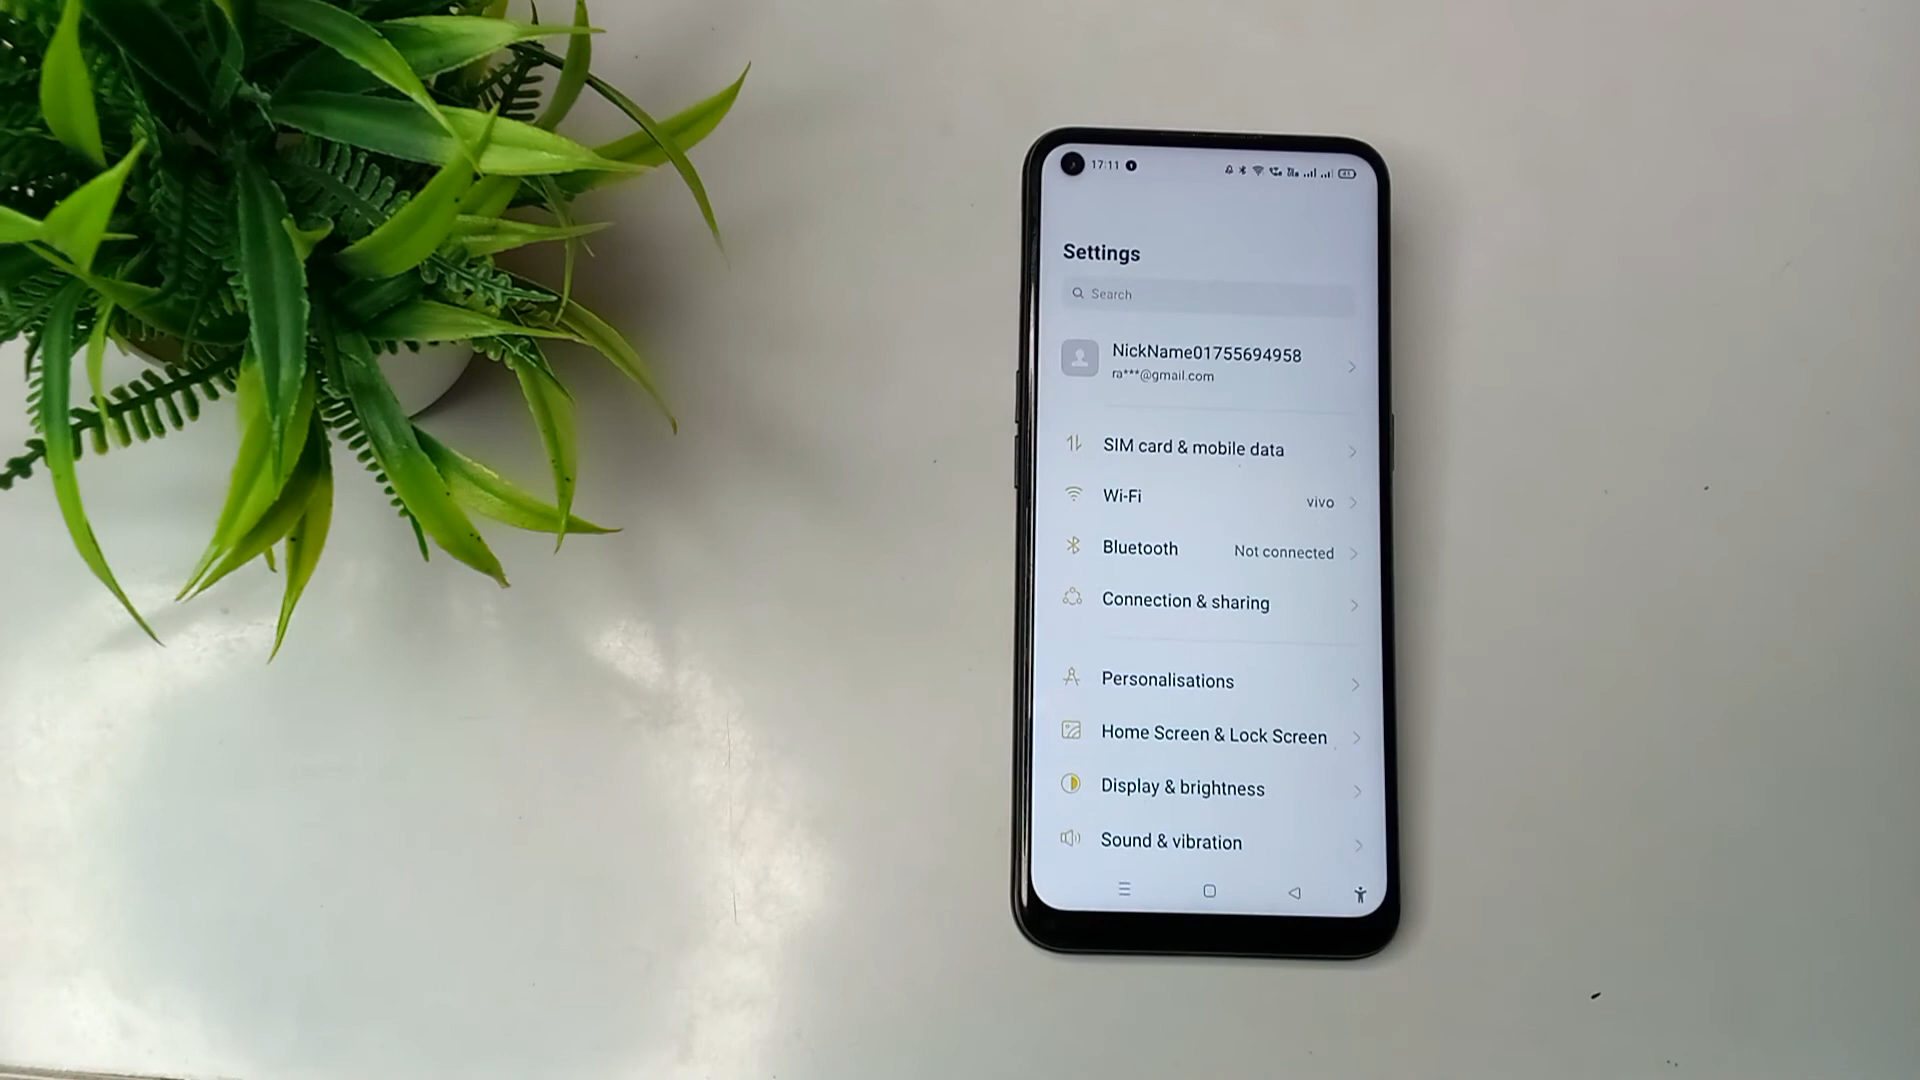 17:11
Settings
Search
NickName01755694958
ra***@gmail.com
SIM card & mobile data
Wi-Fi vivo
Bluetooth Not connected
Connection & sharing
Personalisations
Home Screen & Lock Screen
Display & brightness
Sound & vibration